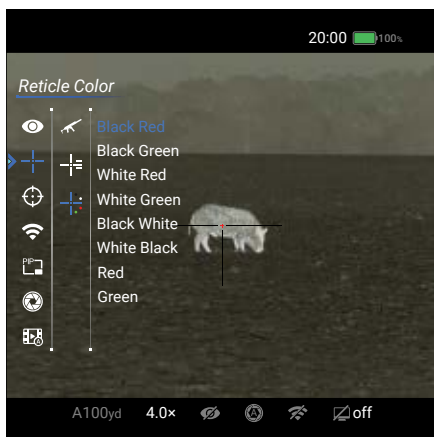 20:00 100%
Reticle Color
Black Red
Black Green
White Red
White Green
Black White
White Black
Red
Green
PIP
A100yd 4.0× A off